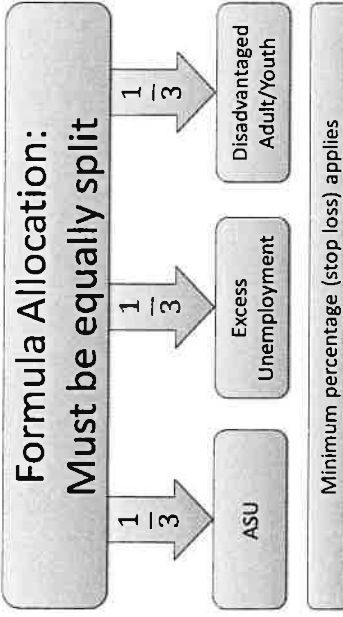 Formula Allocation:
Must be equally split
1/3
1/3
1/3
ASU
Excess
Unemployment
Disadvantaged
Adult/Youth
Minimum percentage (stop loss) applies